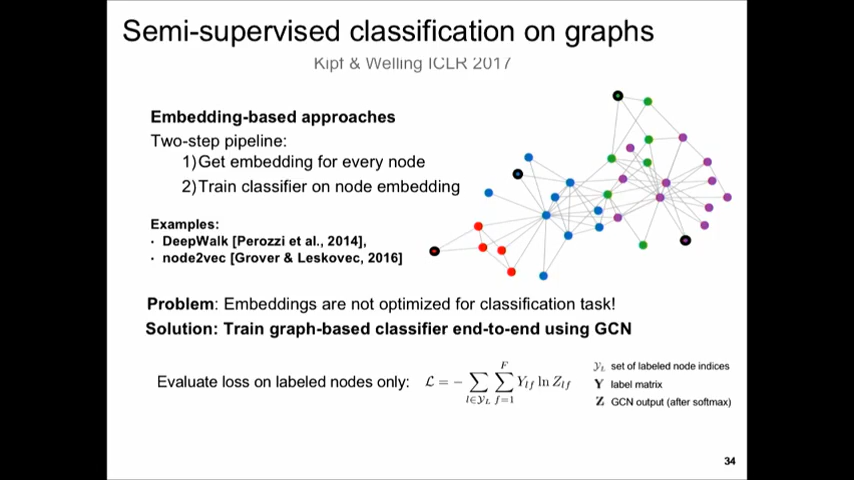 Semi-supervised classification on graphs
Kipf & Welling ICLR 2017
Embedding-based approaches
Two-step pipeline:
1) Get embedding for every node
2) Train classifier on node embedding
Examples:
· DeepWalk [Perozzi et al., 2014],
· node2vec [Grover & Leskovec, 2016]
Problem: Embeddings are not optimized for classification task!
Solution: Train graph-based classifier end-to-end using GCN
Evaluate loss on labeled nodes only: ℒ = − ∑_{l∈𝒴_L} ∑_{f=1}^{F} Y_{lf} ln Z_{lf}
𝒴_L set of labeled node indices
Y label matrix
Z GCN output (after softmax)
34